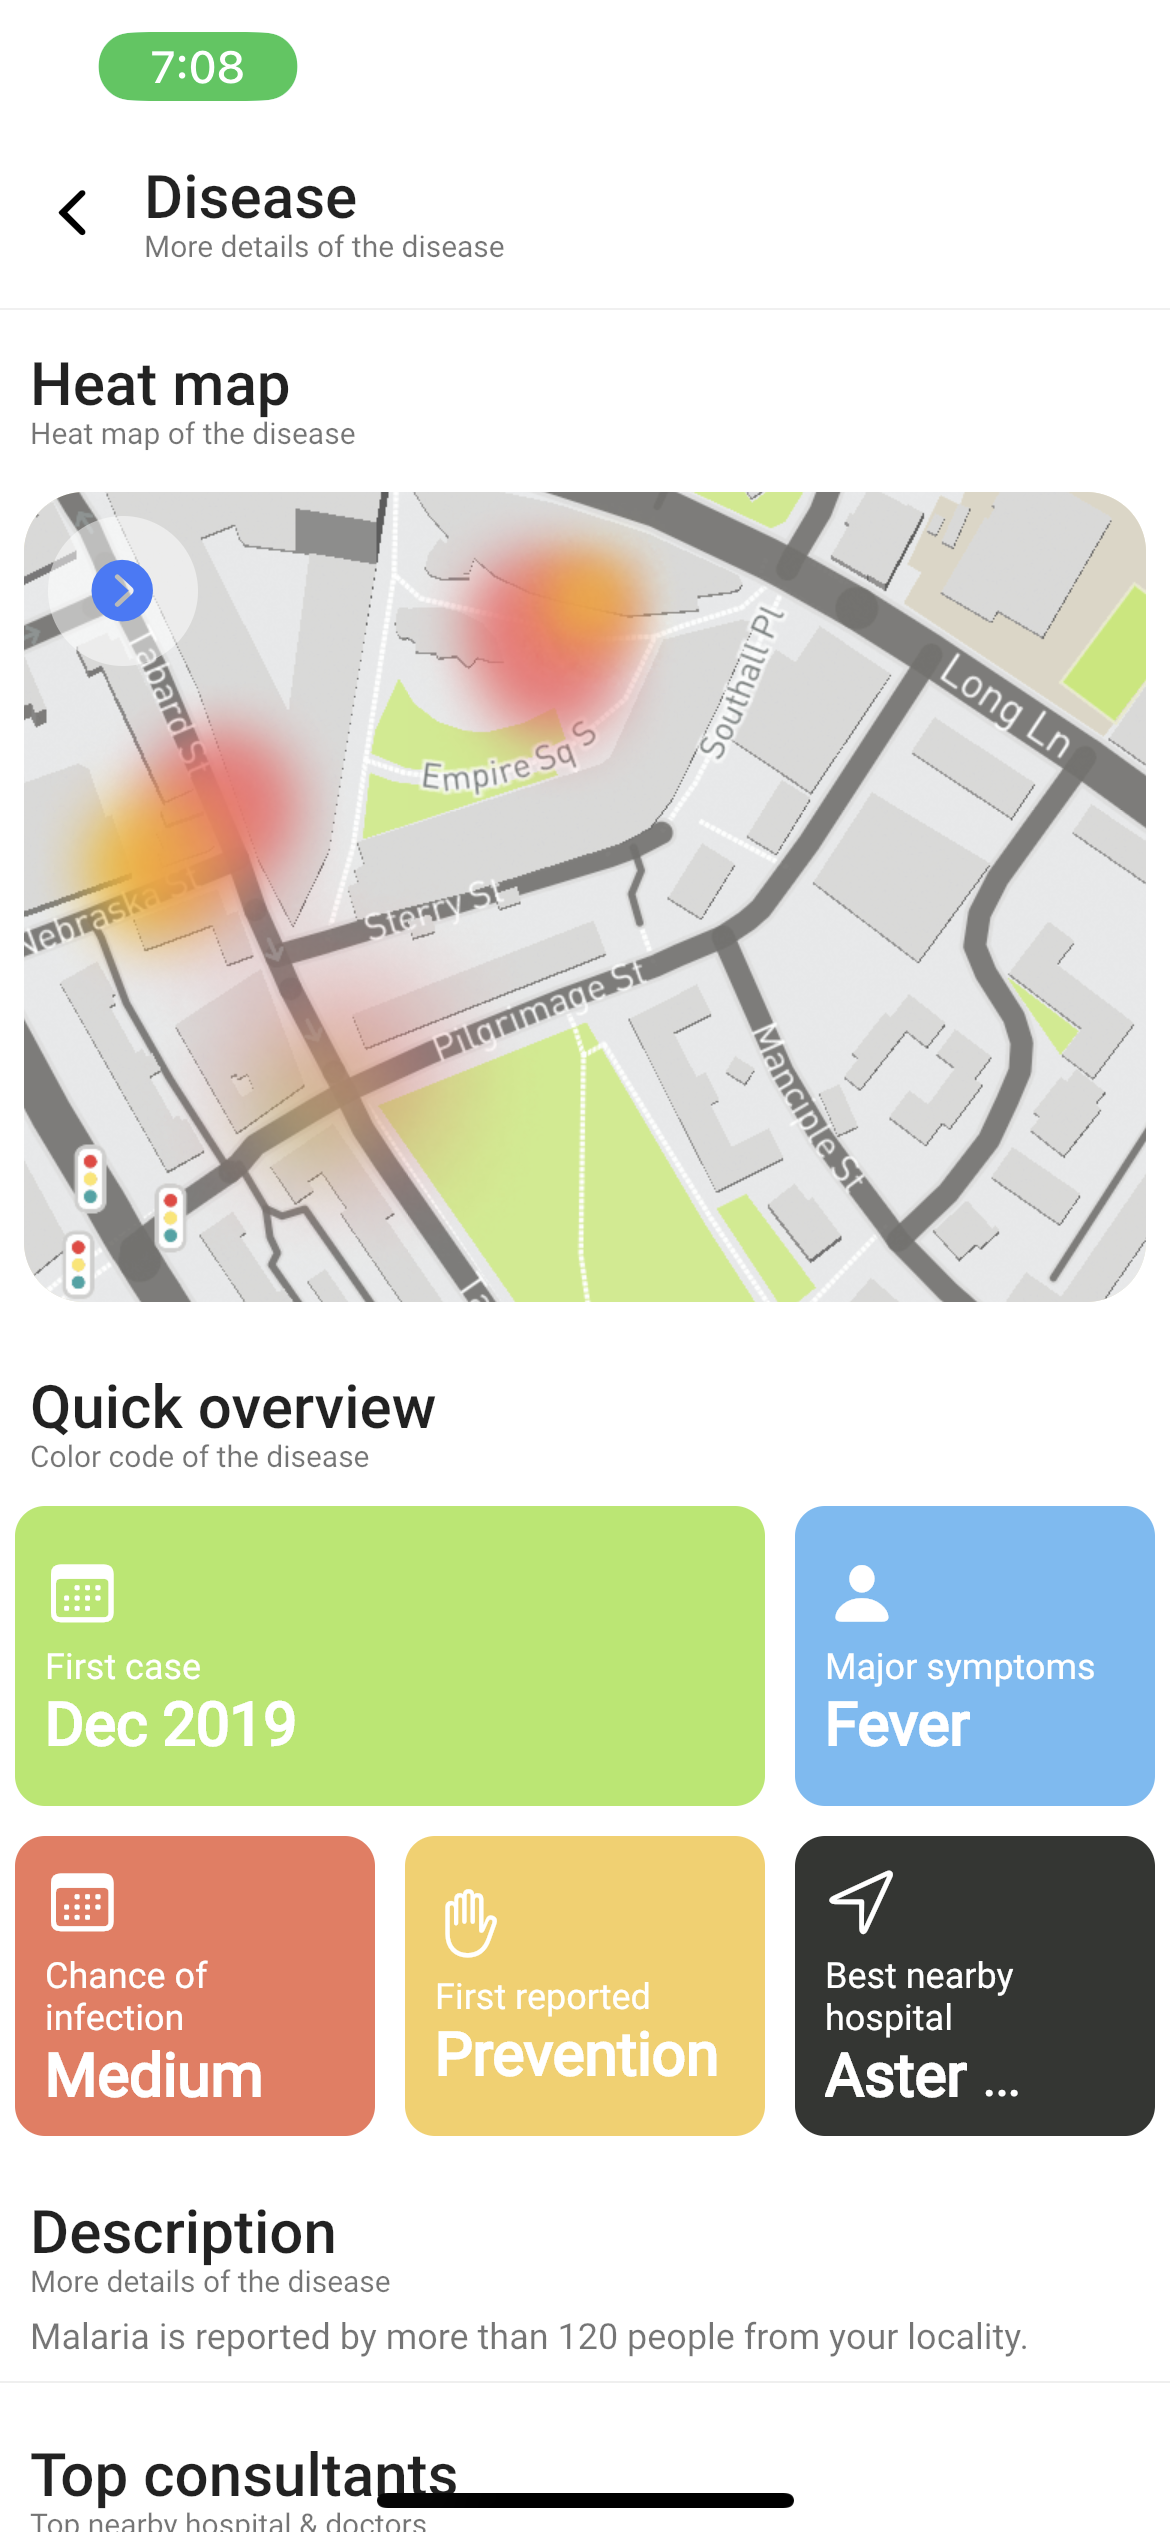 7:08
Disease
More details of the disease
Heat map
Heat map of the disease
Tabard St
Long Ln
Southall Pl
Empire Sq S
Nebraska St
Sterry St
Pilgrimage St
Manciple St
Ta
Quick overview
Color code of the disease
First case
Dec 2019
Major symptoms
Fever
Chance of
infection
Medium
First reported
Prevention
Best nearby
hospital
Aster ...
Description
More details of the disease
Malaria is reported by more than 120 people from your locality.
Top consultants
Top nearby hospital & doctors